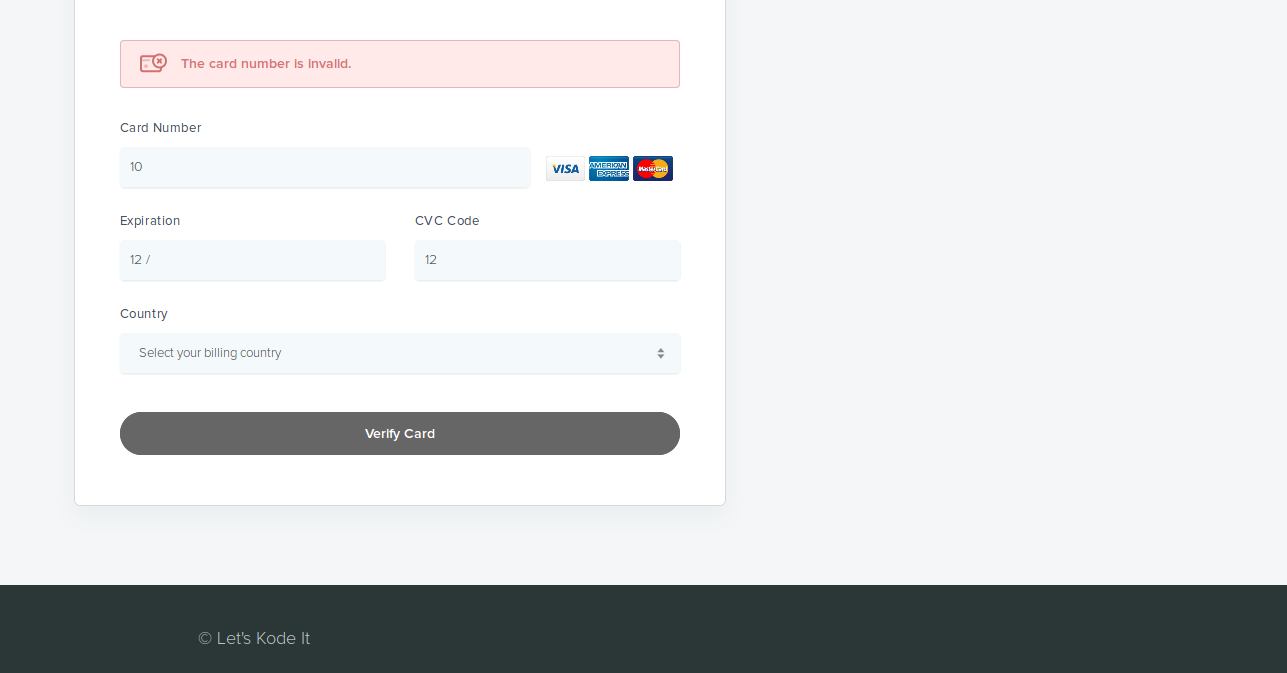 The card number is invalid.
Card Number
10
VISA
AMERICAN EXPRESS
MasterCard
Expiration
CVC Code
12 /
12
Country
Select your billing country
Verify Card
© Let's Kode It